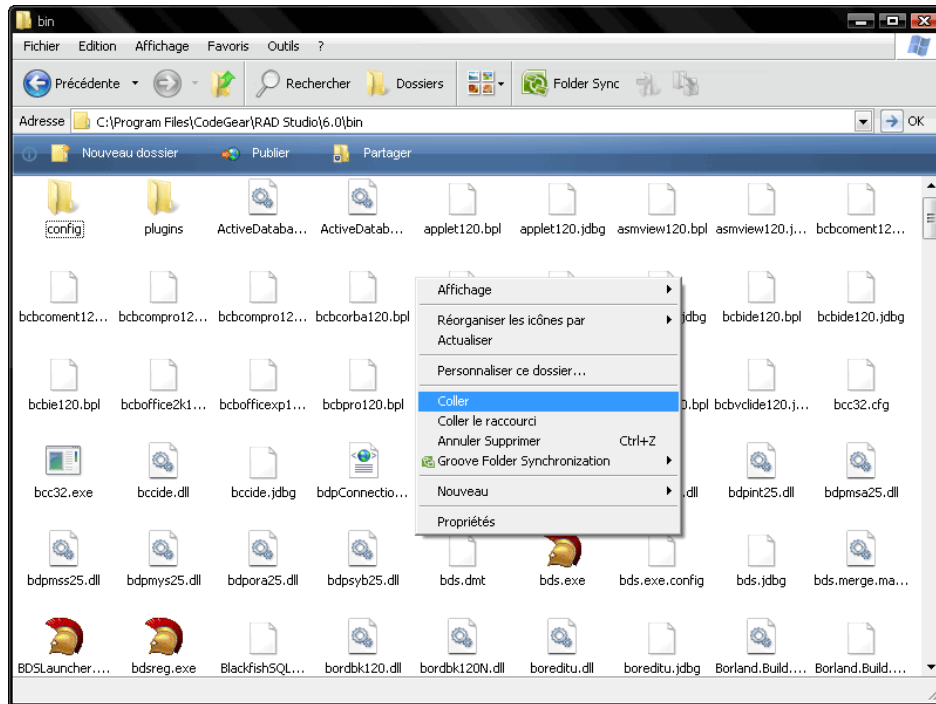 bin
Fichier Edition Affichage Favoris Outils ?
Précédente Rechercher Dossiers Folder Sync
Adresse C:\Program Files\CodeGear\RAD Studio\6.0\bin OK
Nouveau dossier Publier Partager
config plugins ActiveDataba... ActiveDatab... applet120.bpl applet120.jdbg asmview120.bpl asmview120.j... bcbcoment12...
bcbcoment12... bcbcompro12... bcbcompro12... bcbcorba120.bpl jdbg bcbide120.bpl bcbide120.jdbg
bcbie120.bpl bcboffice2k1... bcbofficexp1... bcbpro120.bpl 0.bpl bcbvclide120.j... bcc32.cfg
bcc32.exe bccide.dll bccide.jdbg bdpConnectio... .dll bdpint25.dll bdpmsa25.dll
bdpmss25.dll bdpmys25.dll bdpora25.dll bdpsyb25.dll bds.dmt bds.exe bds.exe.config bds.jdbg bds.merge.ma...
BDSLauncher.... bdsreg.exe BlackfishSQL... bordbk120.dll bordbk120N.dll boreditu.dll boreditu.jdbg Borland.Build.... Borland.Build....
Affichage
Réorganiser les icônes par
Actualiser
Personnaliser ce dossier...
Coller
Coller le raccourci
Annuler Supprimer Ctrl+Z
Groove Folder Synchronization
Nouveau
Propriétés